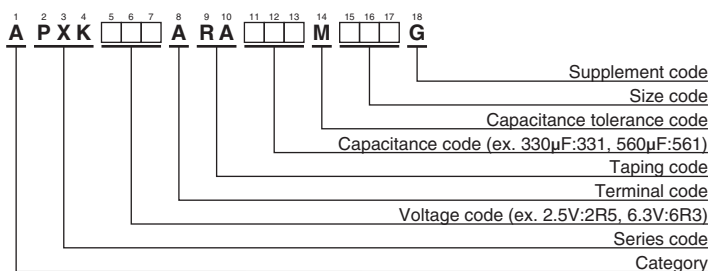 1 2 3 4 5 6 7 8 9 10 11 12 13 14 15 16 17 18
A P X K □□□ A R A □□□ M □□□ G
Supplement code
Size code
Capacitance tolerance code
Capacitance code (ex. 330µF:331, 560µF:561)
Taping code
Terminal code
Voltage code (ex. 2.5V:2R5, 6.3V:6R3)
Series code
Category